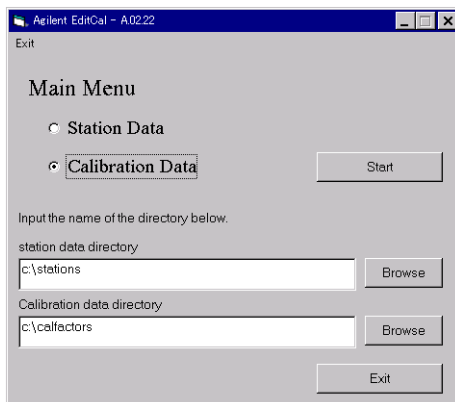 Agilent EditCal - A.02.22
Exit
Main Menu
Station Data
Calibration Data
Start
Input the name of the directory below.
station data directory
c:\stations
Browse
Calibration data directory
c:\calfactors
Browse
Exit